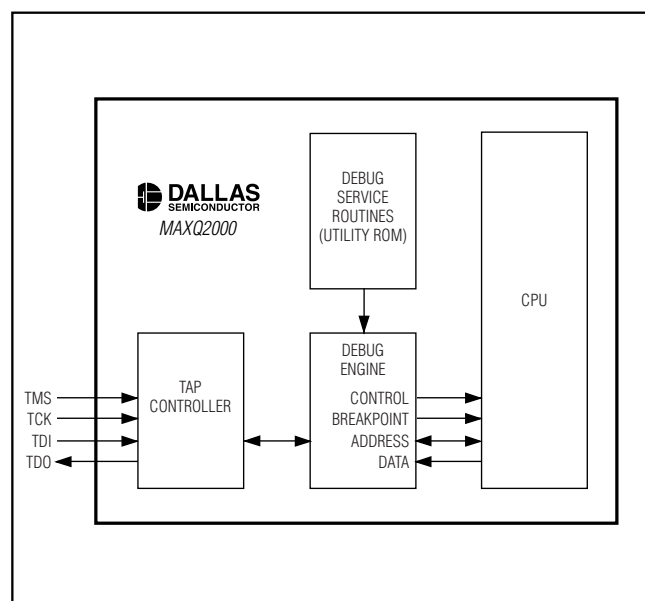 DALLAS
SEMICONDUCTOR
MAXQ2000
DEBUG
SERVICE
ROUTINES
(UTILITY ROM)
CPU
TAP
CONTROLLER
DEBUG
ENGINE
CONTROL
BREAKPOINT
ADDRESS
DATA
TMS
TCK
TDI
TDO